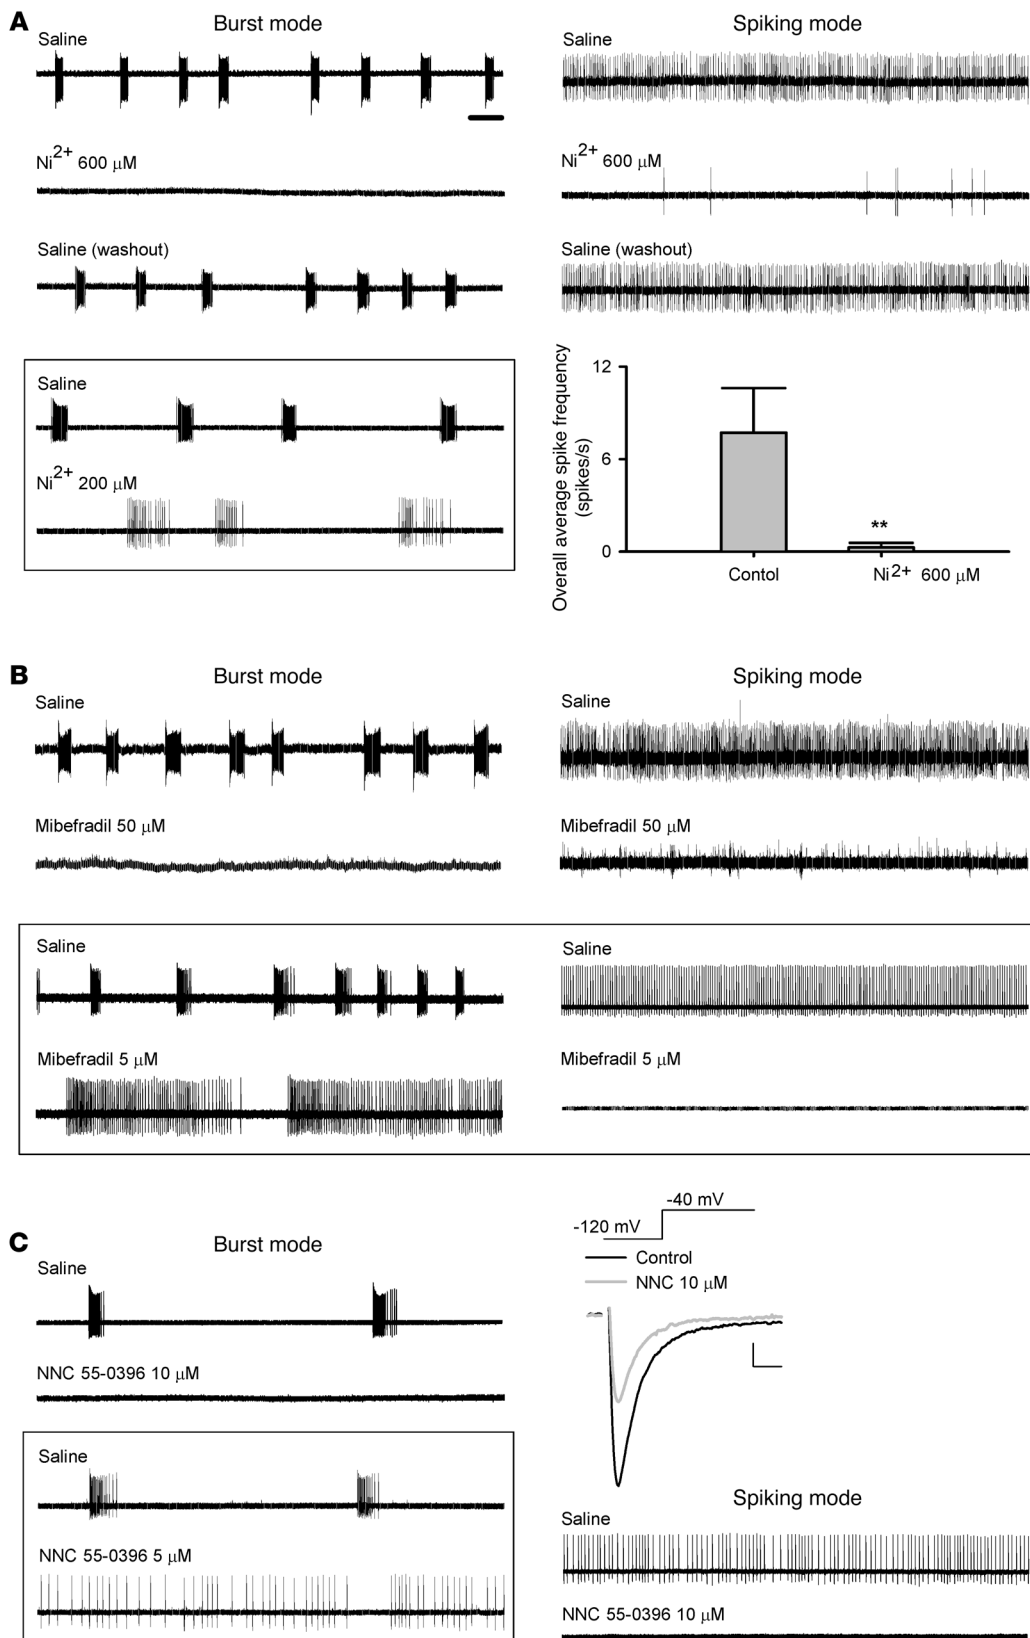 A
Burst mode
Saline
Ni2+ 600 μM
Saline (washout)
Saline
Ni2+ 200 μM
Spiking mode
Saline
Ni2+ 600 μM
Saline (washout)
Overall average spike frequency
(spikes/s)
12
6
0
**
Contol
Ni2+ 600 μM
B
Burst mode
Saline
Mibefradil 50 μM
Spiking mode
Saline
Mibefradil 50 μM
Saline
Mibefradil 5 μM
Saline
Mibefradil 5 μM
C
Burst mode
Saline
NNC 55-0396 10 μM
Saline
NNC 55-0396 5 μM
-40 mV
-120 mV
Control
NNC 10 μM
Spiking mode
Saline
NNC 55-0396 10 μM